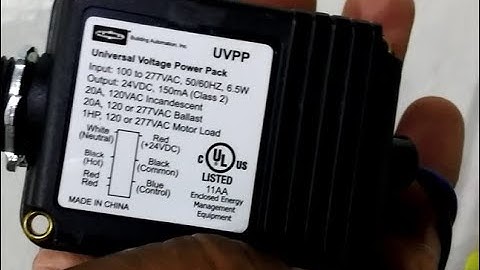 Building Automation, Inc.
UVPP
Universal Voltage Power Pack
Input: 100 to 277VAC, 50/60HZ, 6.5W
Output: 24VDC, 150mA (Class 2)
20A, 120VAC Incandescent
20A, 120 or 277VAC Ballast
1HP, 120 or 277VAC Motor Load
White
(Neutral)
Black
(Hot)
Red
Red
Red
(+24VDC)
Black
(Common)
Blue
(Control)
C UL US
LISTED
11AA
Enclosed Energy
Management
Equipment
MADE IN CHINA